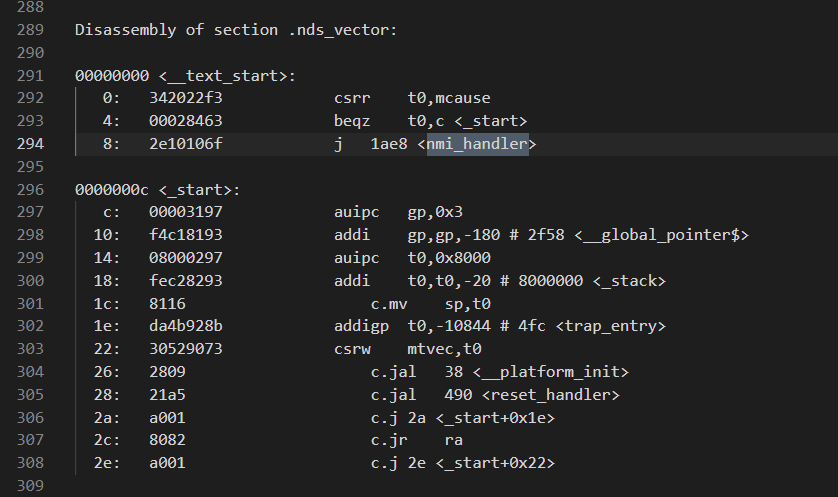 288
289 Disassembly of section .nds_vector:
290
291 00000000 <__text_start>:
292 0: 342022f3 csrr t0,mcause
293 4: 00028463 beqz t0,c <_start>
294 8: 2e10106f j 1ae8 <nmi_handler>
295
296 0000000c <_start>:
297 c: 00003197 auipc gp,0x3
298 10: f4c18193 addi gp,gp,-180 # 2f58 <__global_pointer$>
299 14: 08000297 auipc t0,0x8000
300 18: fec28293 addi t0,t0,-20 # 8000000 <_stack>
301 1c: 8116 c.mv sp,t0
302 1e: da4b928b addigp t0,-10844 # 4fc <trap_entry>
303 22: 30529073 csrw mtvec,t0
304 26: 2809 c.jal 38 <__platform_init>
305 28: 21a5 c.jal 490 <reset_handler>
306 2a: a001 c.j 2a <_start+0x1e>
307 2c: 8082 c.jr ra
308 2e: a001 c.j 2e <_start+0x22>
309